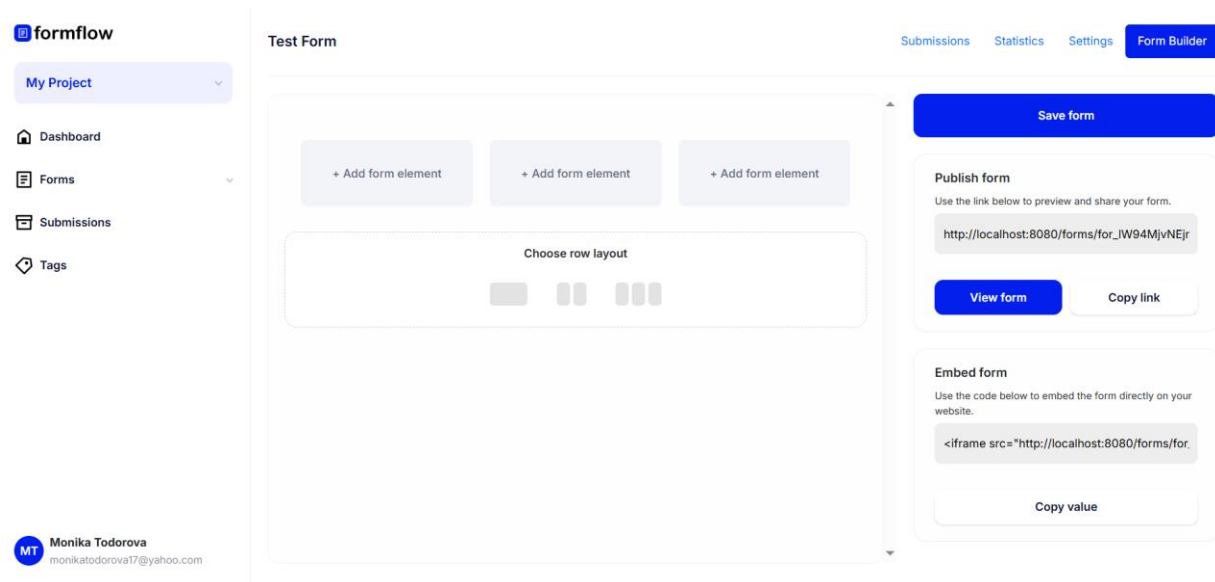 formflow
My Project
Dashboard
Forms
Submissions
Tags
MT
Monika Todorova
monikatodorova17@yahoo.com
Test Form
Submissions Statistics Settings Form Builder
+ Add form element + Add form element + Add form element
Choose row layout
Save form
Publish form
Use the link below to preview and share your form.
http://localhost:8080/forms/for_lW94MjvNEjr
View form Copy link
Embed form
Use the code below to embed the form directly on your
website.
<iframe src="http://localhost:8080/forms/for_
Copy value